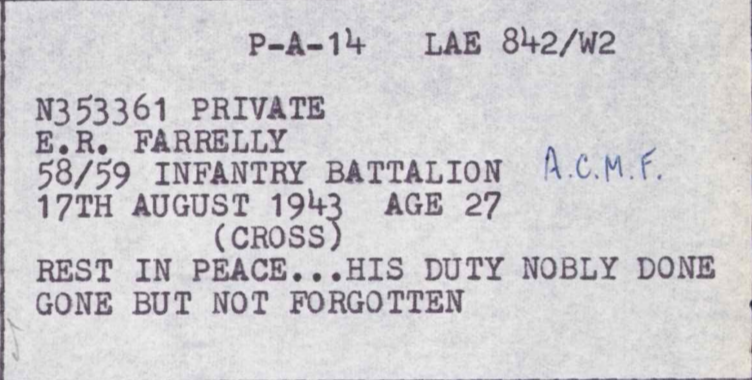 P-A-14 LAE 842/W2
N353361 PRIVATE
E.R. FARRELLY
58/59 INFANTRY BATTALION A.C.M.F.
17TH AUGUST 1943 AGE 27
(CROSS)
REST IN PEACE...HIS DUTY NOBLY DONE
GONE BUT NOT FORGOTTEN